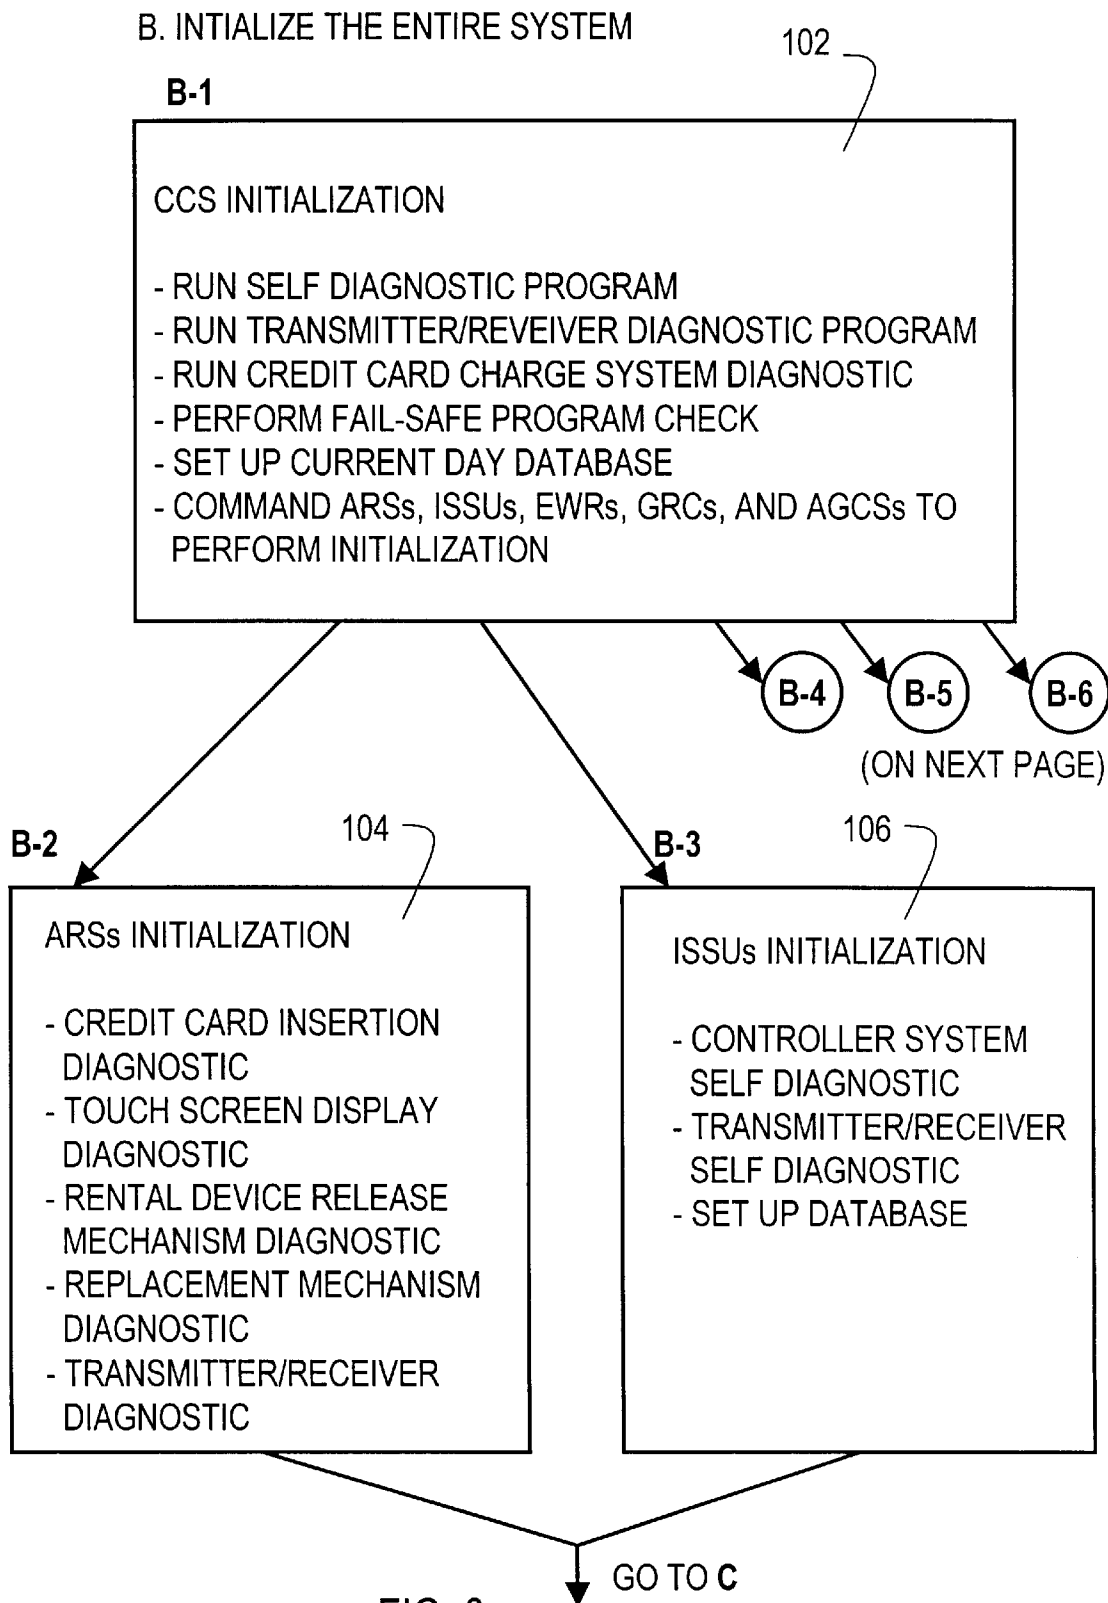 B. INTIALIZE THE ENTIRE SYSTEM
102
B-1
CCS INITIALIZATION
- RUN SELF DIAGNOSTIC PROGRAM
- RUN TRANSMITTER/REVEIVER DIAGNOSTIC PROGRAM
- RUN CREDIT CARD CHARGE SYSTEM DIAGNOSTIC
- PERFORM FAIL-SAFE PROGRAM CHECK
- SET UP CURRENT DAY DATABASE
- COMMAND ARSs, ISSUs, EWRs, GRCs, AND AGCSs TO
PERFORM INITIALIZATION
B-4
B-5
B-6
(ON NEXT PAGE)
B-2
104
ARSs INITIALIZATION
- CREDIT CARD INSERTION
DIAGNOSTIC
- TOUCH SCREEN DISPLAY
DIAGNOSTIC
- RENTAL DEVICE RELEASE
MECHANISM DIAGNOSTIC
- REPLACEMENT MECHANISM
DIAGNOSTIC
- TRANSMITTER/RECEIVER
DIAGNOSTIC
B-3
106
ISSUs INITIALIZATION
- CONTROLLER SYSTEM
SELF DIAGNOSTIC
- TRANSMITTER/RECEIVER
SELF DIAGNOSTIC
- SET UP DATABASE
GO TO C
FIG.